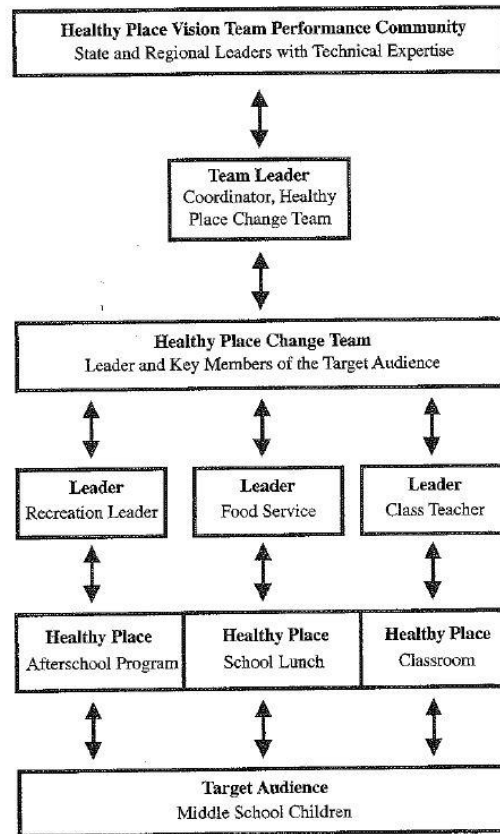 Healthy Place Vision Team Performance Community
State and Regional Leaders with Technical Expertise
Team Leader
Coordinator, Healthy
Place Change Team
Healthy Place Change Team
Leader and Key Members of the Target Audience
Leader
Recreation Leader
Leader
Food Service
Leader
Class Teacher
Healthy Place
Afterschool Program
Healthy Place
School Lunch
Healthy Place
Classroom
Target Audience
Middle School Children